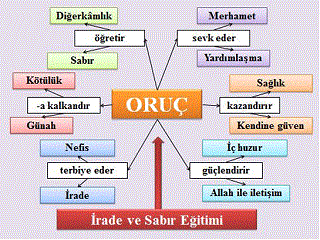 Diğerkâmlık
Merhamet
öğretir
sevk eder
Sabır
Yardımlaşma
Kötülük
Sağlık
-a kalkandır
ORUÇ
kazandırır
Günah
Kendine güven
Nefis
İç huzur
terbiye eder
güçlendirir
İrade
Allah ile iletişim
İrade ve Sabır Eğitimi